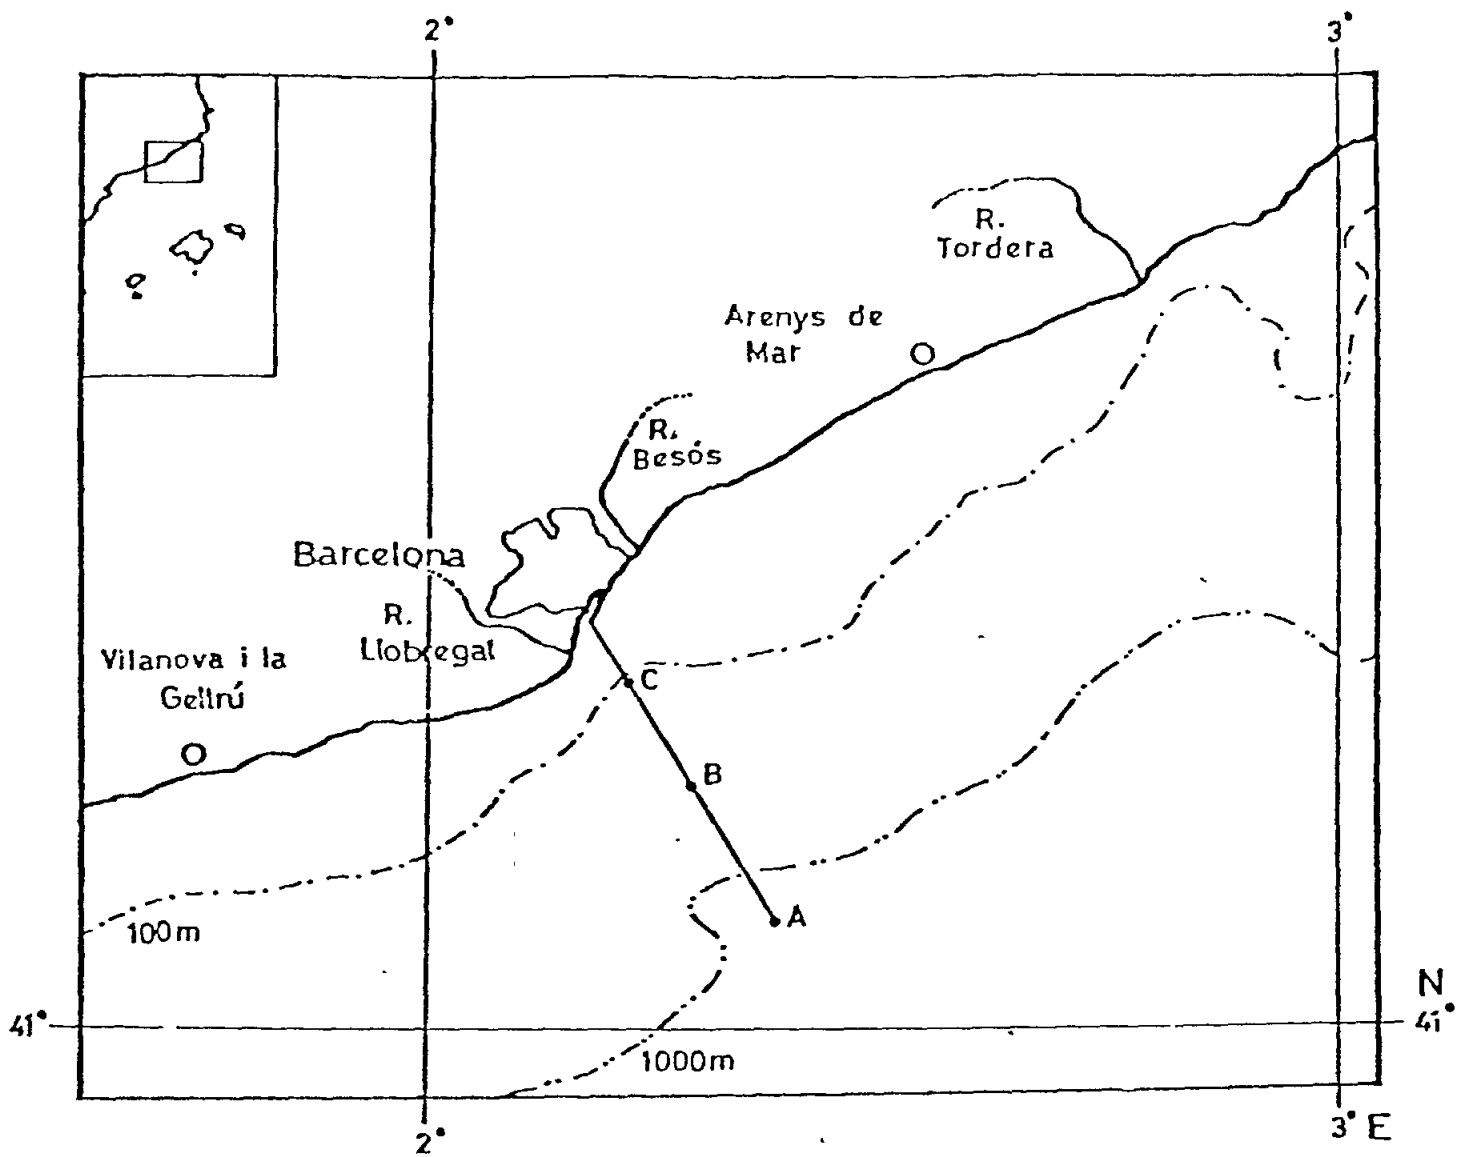 2°
3°
R.
Tordera
Arenys de
Mar
R.
Besós
Barcelona
R.
Llobregat
Vilanova i la
Geltrú
C
B
A
100m
N
41°
41°
1000m
2°
3° E